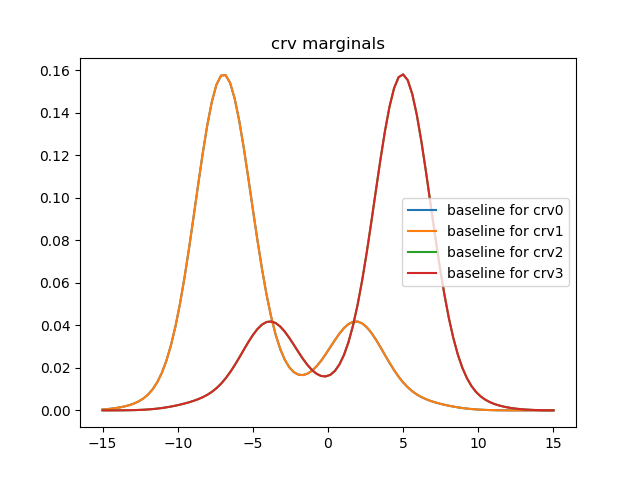 crv marginals
0.16
0.14
0.12
0.10
0.08
0.06
0.04
0.02
0.00
baseline for crv0
baseline for crv1
baseline for crv2
baseline for crv3
−15 −10 −5 0 5 10 15